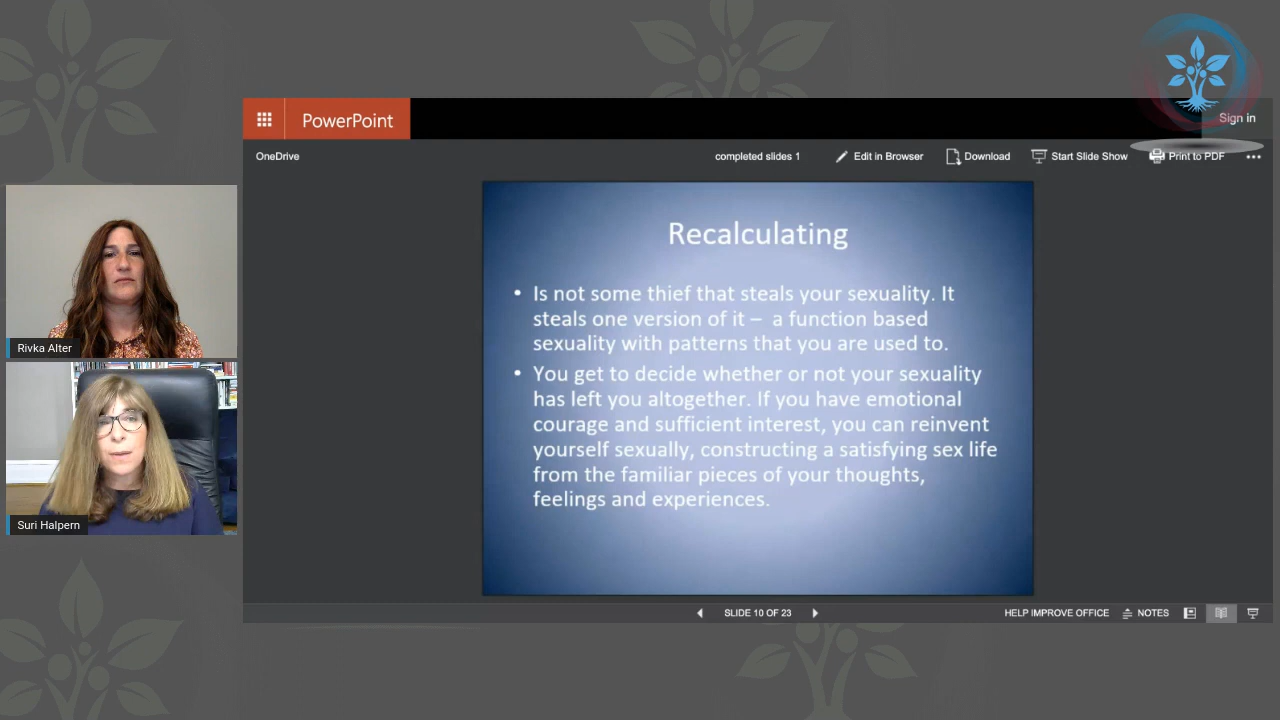 PowerPoint
Sign in
OneDrive
completed slides 1
Edit in Browser
Download
Start Slide Show
Print to PDF
Recalculating
• Is not some thief that steals your sexuality. It
steals one version of it – a function based
sexuality with patterns that you are used to.
• You get to decide whether or not your sexuality
has left you altogether. If you have emotional
courage and sufficient interest, you can reinvent
yourself sexually, constructing a satisfying sex life
from the familiar pieces of your thoughts,
feelings and experiences.
Rivka Alter
Suri Halpern
SLIDE 10 OF 23
HELP IMPROVE OFFICE
NOTES